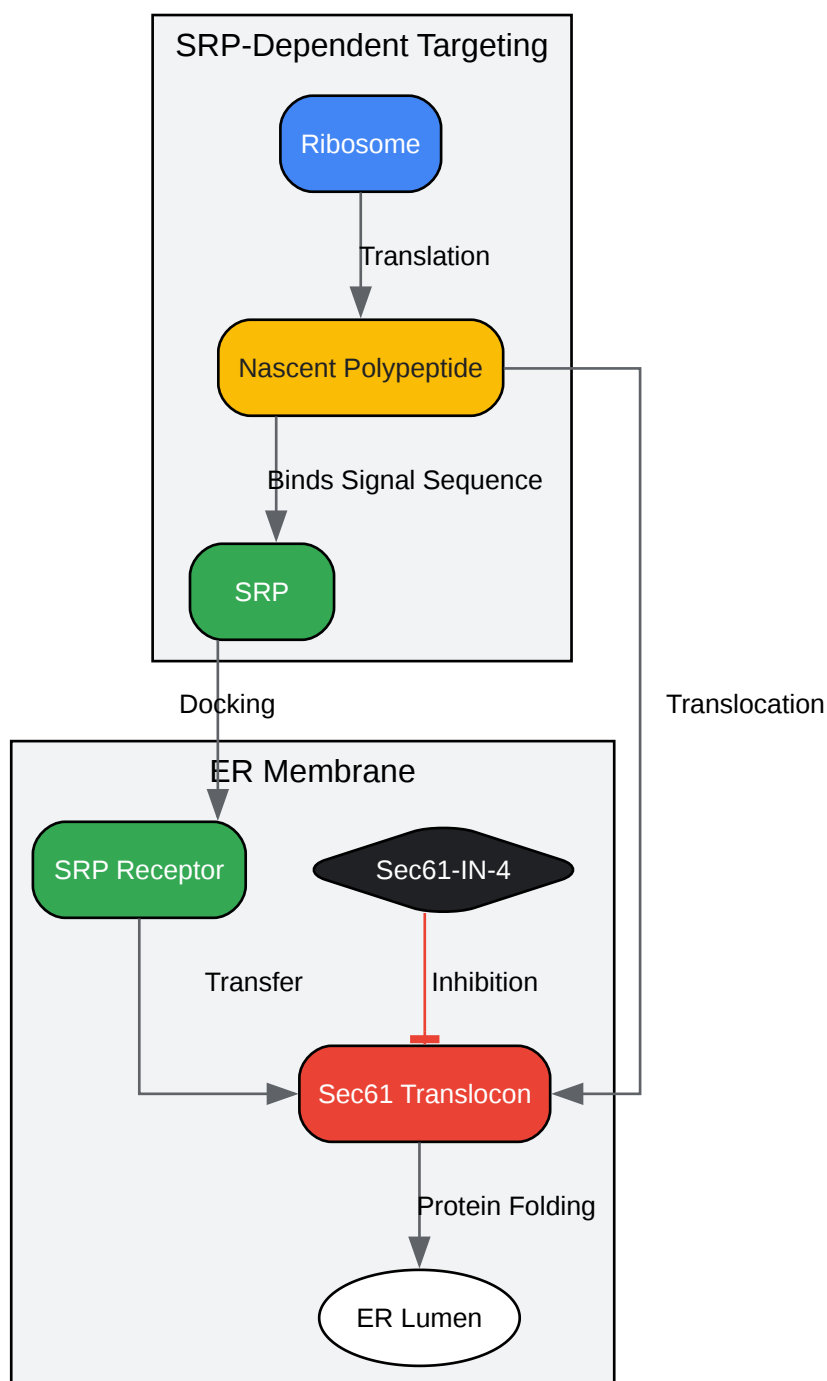 SRP-Dependent Targeting
Ribosome
Translation
Nascent Polypeptide
Binds Signal Sequence
SRP
Docking
Translocation
ER Membrane
SRP Receptor
Sec61-IN-4
Transfer
Inhibition
Sec61 Translocon
Protein Folding
ER Lumen